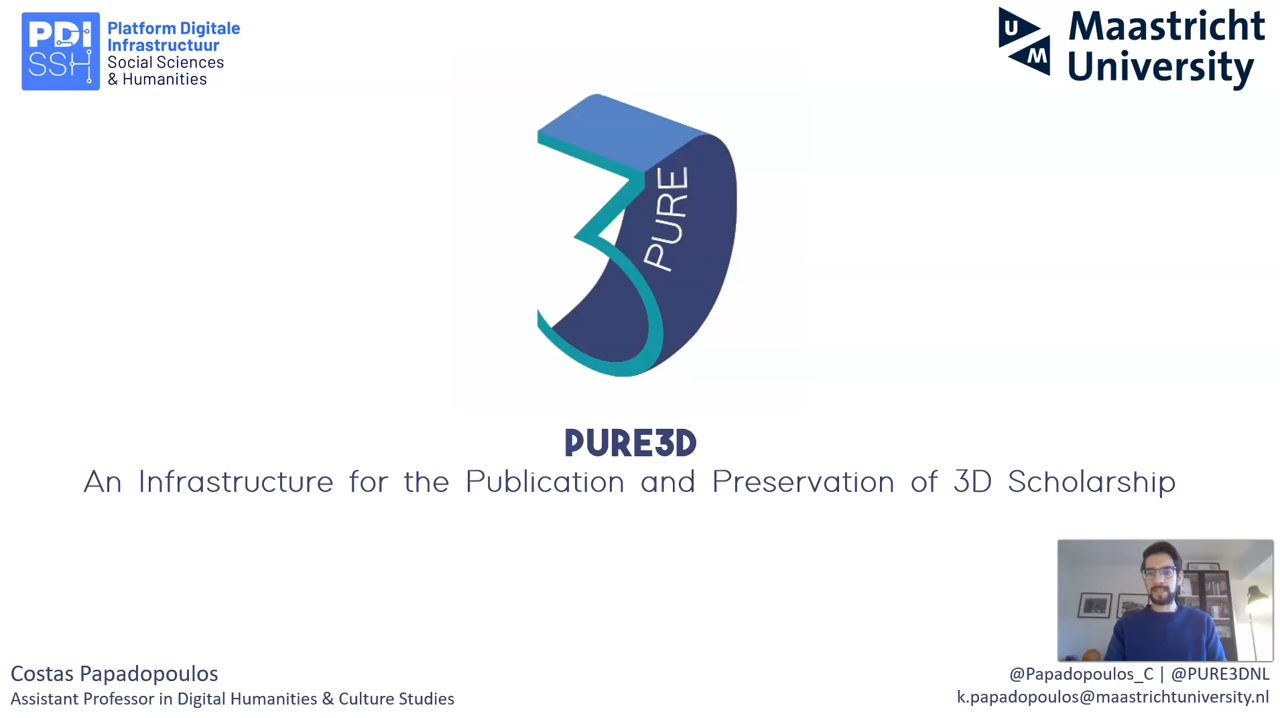 PDI
SSH
Platform Digitale
Infrastructuur
Social Sciences
& Humanities
UM
Maastricht
University
PURE
PURE3D
An Infrastructure for the Publication and Preservation of 3D Scholarship
Costas Papadopoulos
Assistant Professor in Digital Humanities & Culture Studies
@Papadopoulos_C | @PURE3DNL
k.papadopoulos@maastrichtuniversity.nl